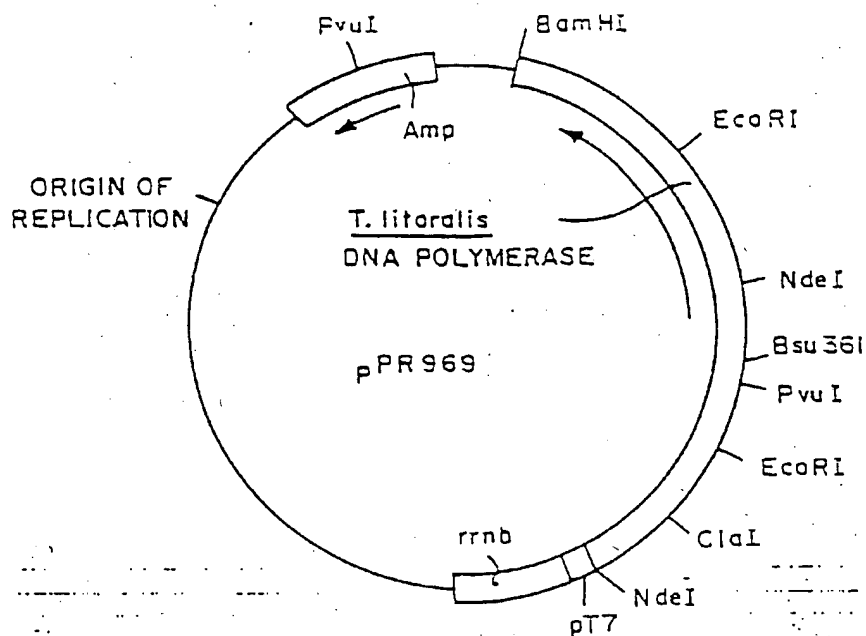 PvuI
BamHI
Amp
EcoRI
ORIGIN OF
REPLICATION
T. litoralis
DNA POLYMERASE
NdeI
Bsu36I
pPR969
PvuI
EcoRI
rrnb
ClaI
NdeI
pT7